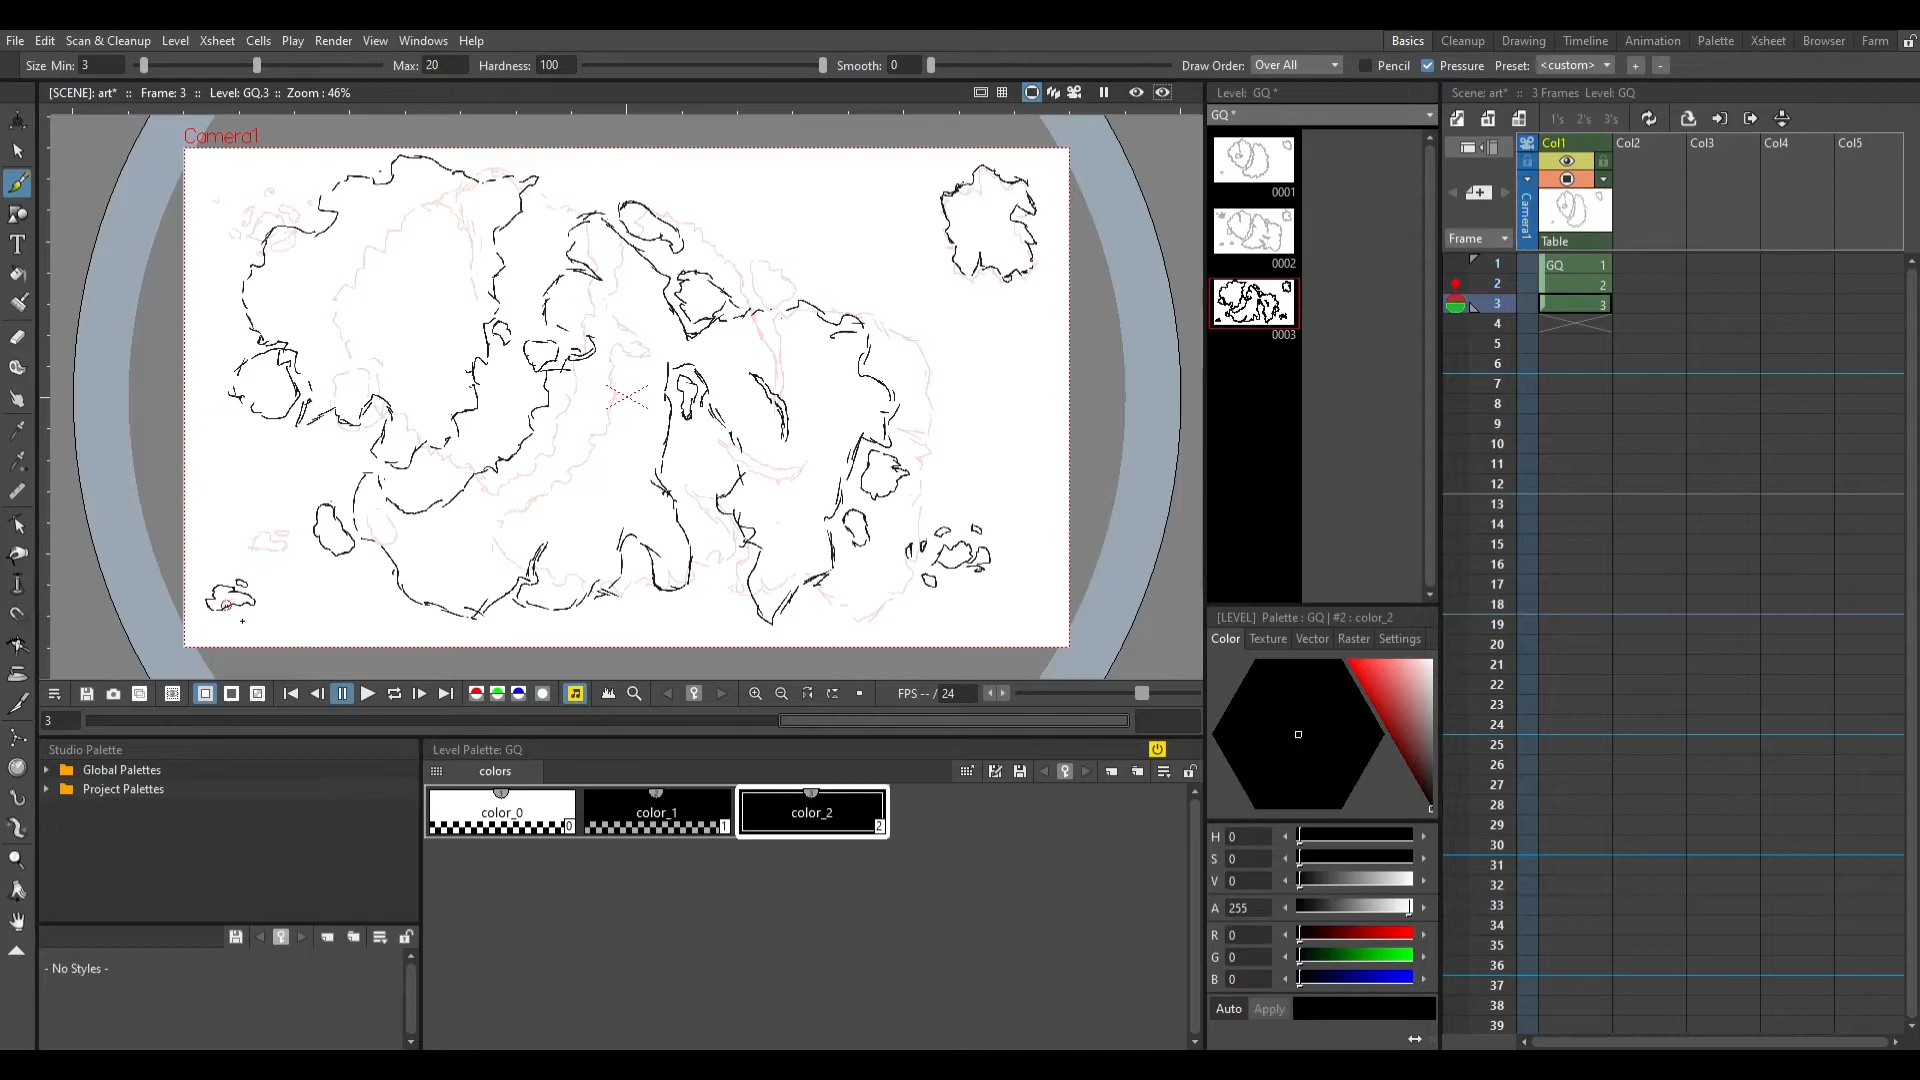 File Edit Scan & Cleanup Level Xsheet Cells Play Render View Windows Help
Basics Cleanup Drawing Timeline Animation Palette Xsheet Browser Farm
Size Min: 3 Max: 20 Hardness: 100 Smooth: 0 Draw Order: Over All Pencil Pressure Preset: <custom> + -
[SCENE]: art* :: Frame: 3 :: Level: GQ.3 :: Zoom : 46%
Level: GQ *
Scene: art* :: 3 Frames Level: GQ
GQ *
1's 2's 3's
Camera1
Col1 Col2 Col3 Col4 Col5
0001
0002
0003
Camera1
Frame
Table
1 GQ 1
2 2
3 3
4
5
6
7
8
9
10
11
12
13
14
15
16
17
18
19
20
21
22
23
24
25
26
27
28
29
30
31
32
33
34
35
36
37
38
39
[LEVEL] Palette : GQ | #2 : color_2
Color Texture Vector Raster Settings
FPS -- / 24
3
Studio Palette
Global Palettes
Project Palettes
- No Styles -
Level Palette: GQ
colors
1 2 3
color_0 color_1 color_2
0 1 2
H 0
S 0
V 0
A 255
R 0
G 0
B 0
Auto Apply